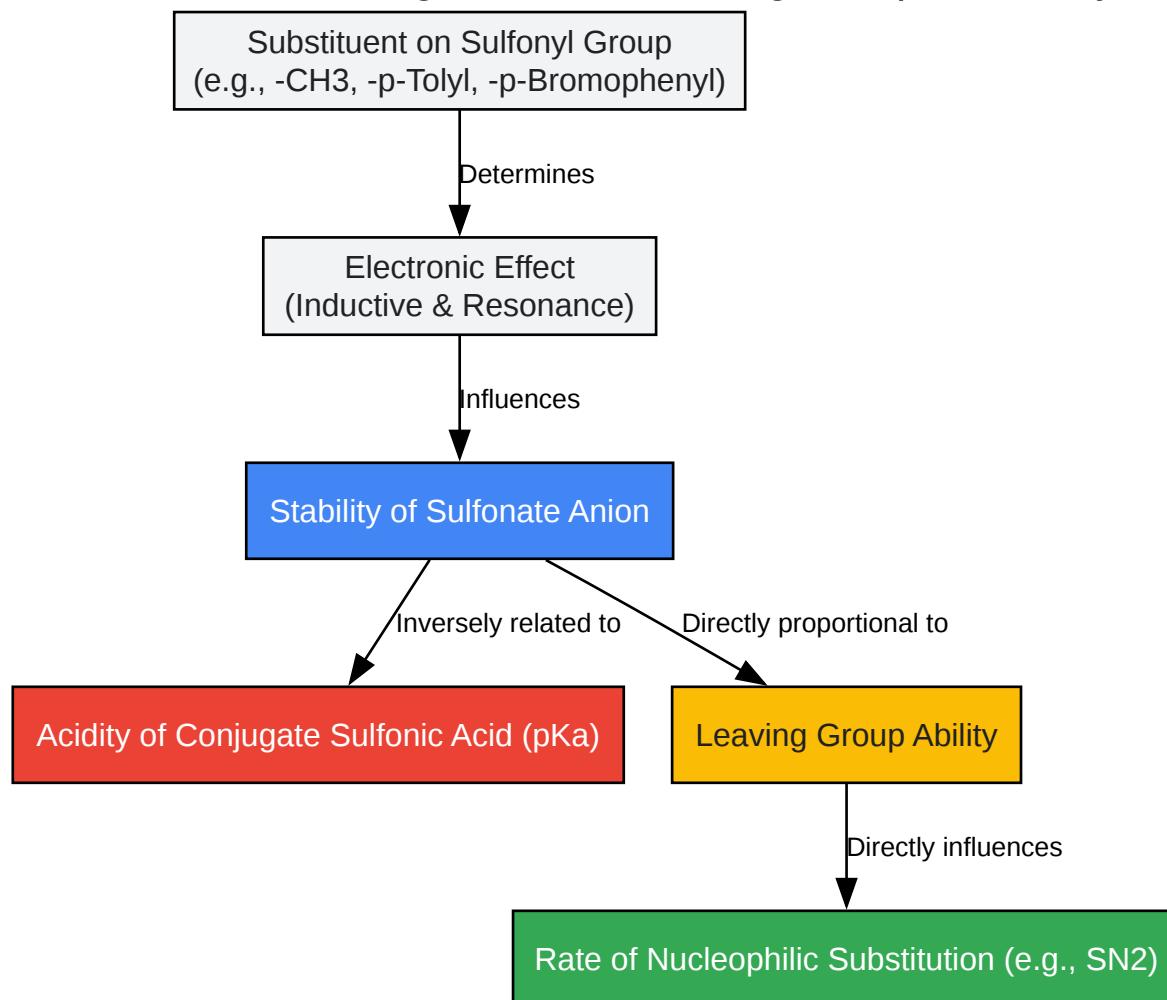 Substituent on Sulfonyl Group
(e.g., -CH3, -p-Tolyl, -p-Bromophenyl)
Determines
Electronic Effect
(Inductive & Resonance)
Influences
Stability of Sulfonate Anion
Inversely related to
Directly proportional to
Acidity of Conjugate Sulfonic Acid (pKa)
Leaving Group Ability
Directly influences
Rate of Nucleophilic Substitution (e.g., SN2)